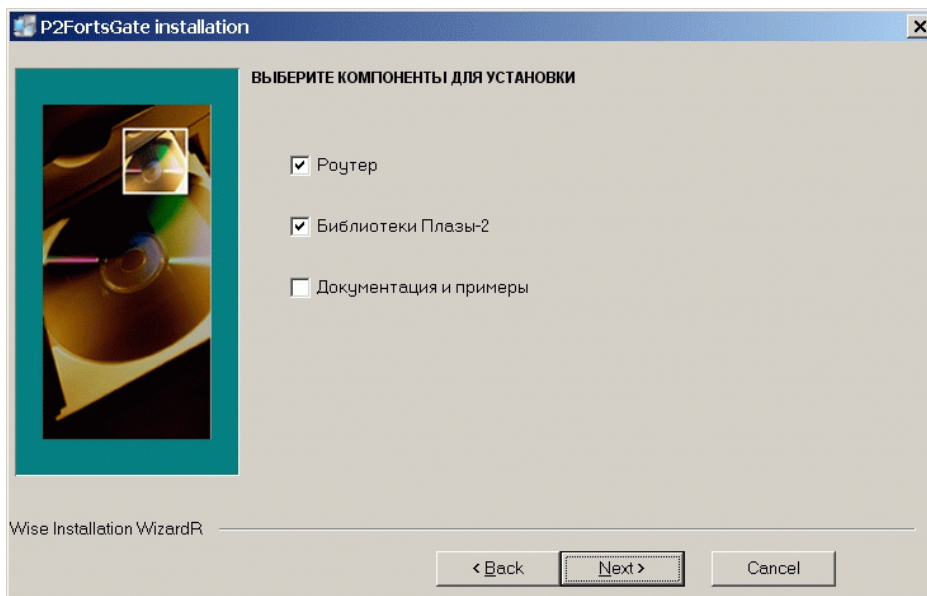 P2FortsGate installation
ВЫБЕРИТЕ КОМПОНЕНТЫ ДЛЯ УСТАНОВКИ
Роутер
Библиотеки Плазы-2
Документация и примеры
Wise Installation WizardR
< Back
Next >
Cancel